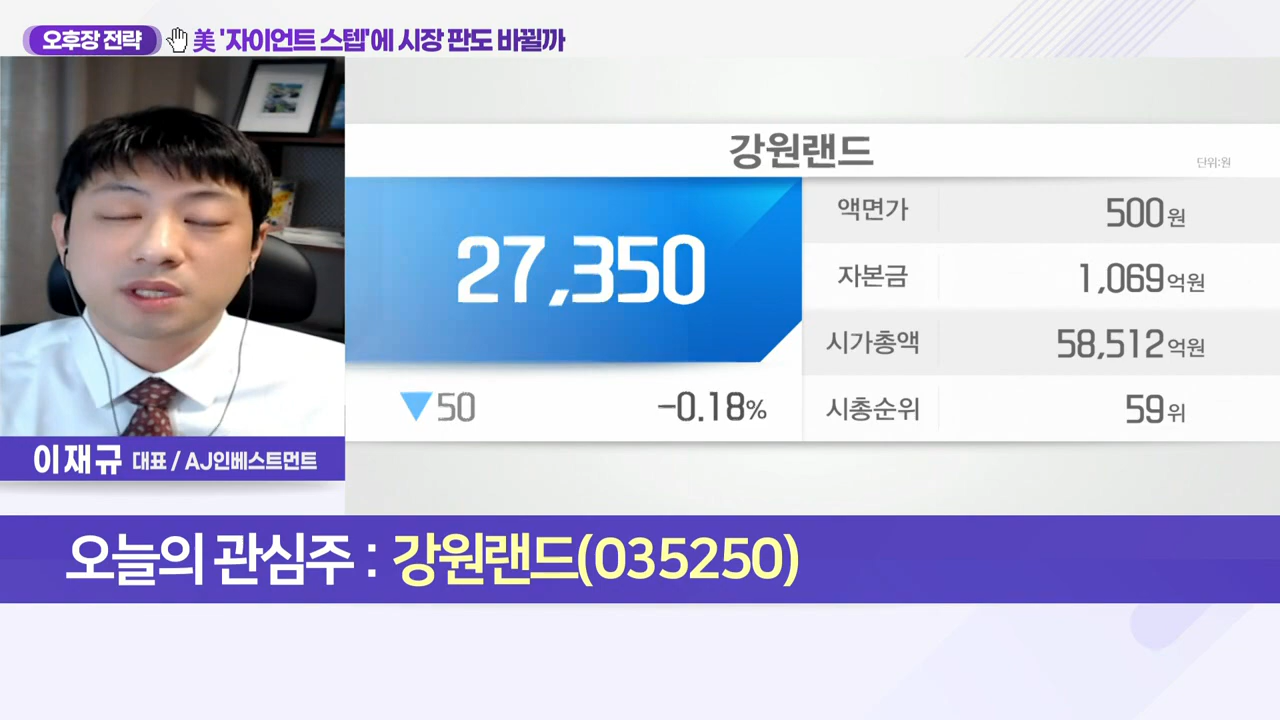 오후장 전략 美 '자이언트 스텝'에 시장 판도 바뀔까
강원랜드
단위:원
27,350
▼50 -0.18%
액면가 500원
자본금 1,069억원
시가총액 58,512억원
시총순위 59위
이재규 대표 / AJ인베스트먼트
오늘의 관심주 : 강원랜드(035250)